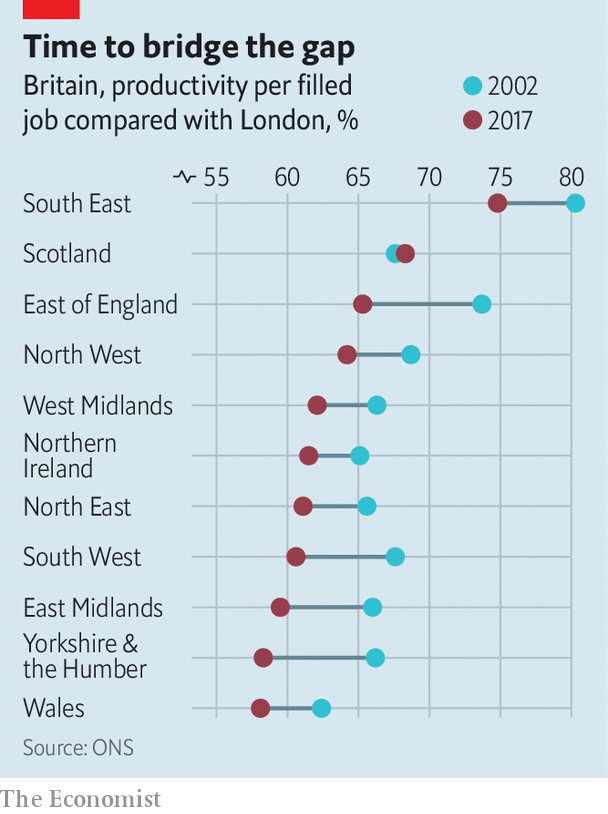 Time to bridge the gap
Britain, productivity per filled
job compared with London, %
2002
2017
55 60 65 70 75 80
South East
Scotland
East of England
North West
West Midlands
Northern
Ireland
North East
South West
East Midlands
Yorkshire &
the Humber
Wales
Source: ONS
The Economist